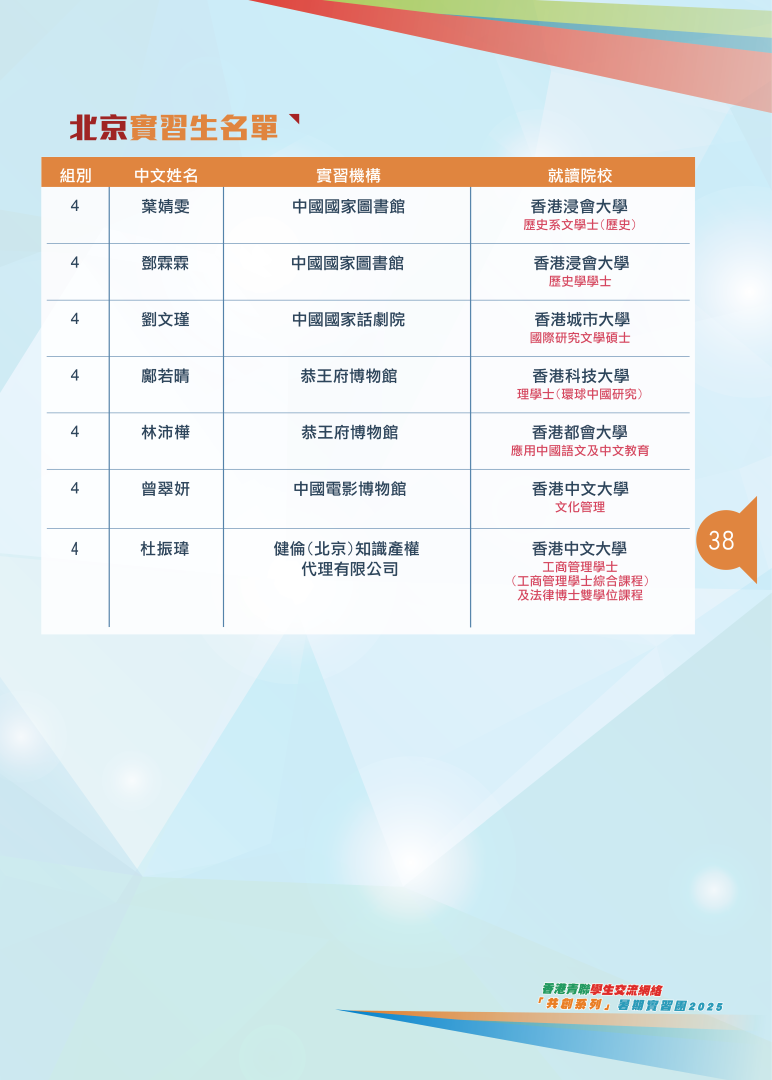 北京實習生名單
組別 中文姓名 實習機構 就讀院校
4 葉婧雯 中國國家圖書館 香港浸會大學
歷史系文學士（歷史）
4 鄧霖霖 中國國家圖書館 香港浸會大學
歷史學學士
4 劉文瑾 中國國家話劇院 香港城市大學
國際研究文學碩士
4 鄺若晴 恭王府博物館 香港科技大學
理學士（環球中國研究）
4 林沛樺 恭王府博物館 香港都會大學
應用中國語文及中文教育
4 曾翠妍 中國電影博物館 香港中文大學
文化管理
4 杜振瑋 健倫（北京）知識產權 香港中文大學
代理有限公司 工商管理學士
（工商管理學士綜合課程）
及法律博士雙學位課程
38
香港青聯學生交流網絡
「共創系列」暑期實習團2025